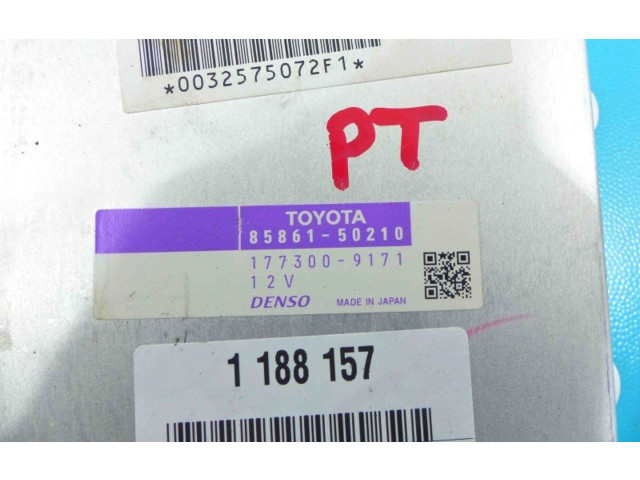 *0032575072F1*
PT
TOYOTA
85861-50210
177300-9171
12V
DENSO MADE IN JAPAN
1 188 157